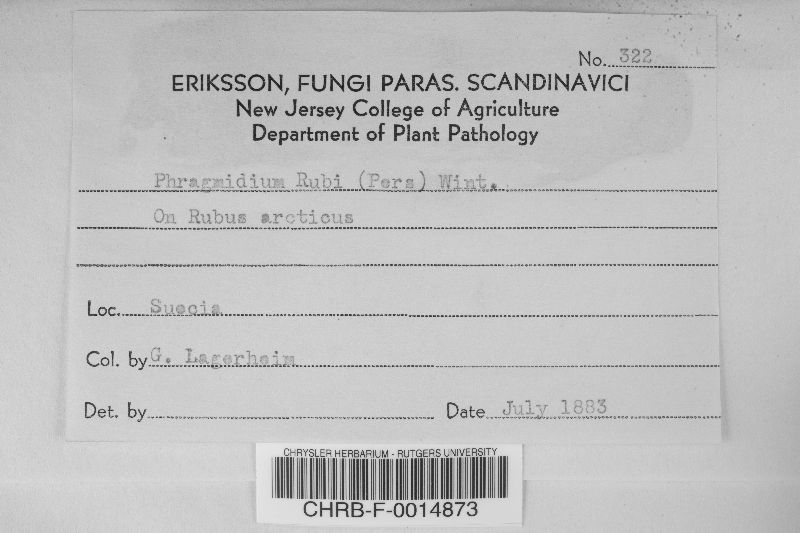 No. 322
ERIKSSON, FUNGI PARAS. SCANDINAVICI
New Jersey College of Agriculture
Department of Plant Pathology
Phragmidium Rubi (Pers) Wint.
On Rubus arcticus
Loc. Suecia
Col. by G. Lagerheim
Det. by
Date July 1883
CHRYSLER HERBARIUM - RUTGERS UNIVERSITY
CHRB-F-0014873